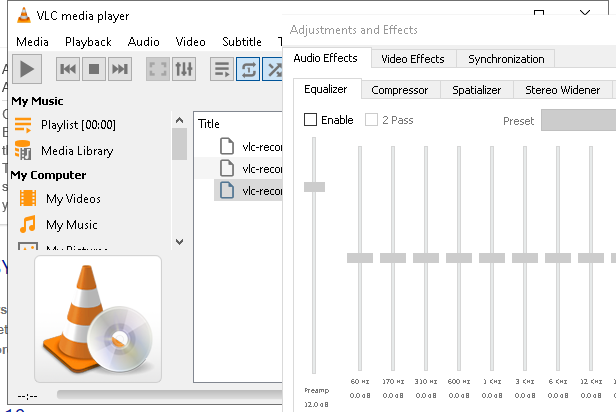 VLC media player
Media Playback Audio Video Subtitle T
My Music
Playlist [00:00]
Media Library
My Computer
My Videos
My Music
My Pictures
Title
vlc-recor
vlc-recor
vlc-recor
--:--
Adjustments and Effects
Audio Effects Video Effects Synchronization
Equalizer Compressor Spatializer Stereo Widener
Enable 2 Pass Preset
60 Hz 170 Hz 310 Hz 600 Hz 1 KHz 3 KHz 6 KHz 12 KHz
Preamp 0.0 dB 0.0 dB 0.0 dB 0.0 dB 0.0 dB 0.0 dB 0.0 dB 0.0 dB
12.0 dB